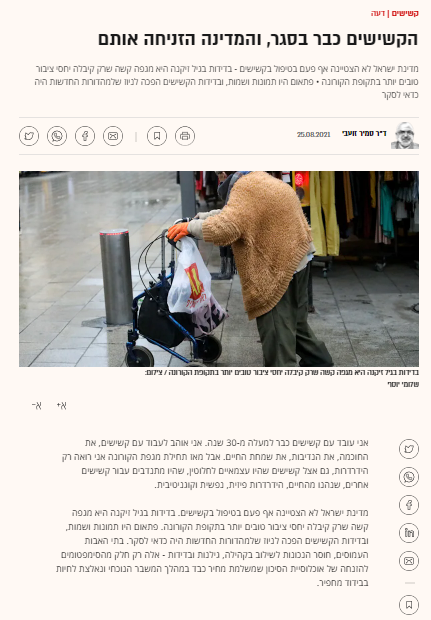 קשישים | דעה
הקשישים כבר בסגר, והמדינה הזניחה אותם
מדינת ישראל לא הצטיינה אף פעם בטיפול בקשישים - בדידות בגיל זיקנה היא מגפה קשה שרק קיבלה יחסי ציבור
טובים יותר בתקופת הקורונה • פתאום היו תמונות ושמות, ובדידות הקשישים הפכה לניוז שלמהדורות החדשות היה
כדאי לסקר
ד"ר סמיר זועבי
25.08.2021
בדידות בגיל זיקנה היא מגפה קשה שרק קיבלה יחסי ציבור טובים יותר בתקופת הקורונה / צילום:
שלומי יוסף
א+ א-
אני עובד עם קשישים כבר למעלה מ-30 שנה. אני אוהב לעבוד עם קשישים, את
החוכמה, את הנדיבות, את שמחת החיים. אבל מאז תחילת מגפת הקורונה אני רואה רק
הידרדרות, גם אצל קשישים שהיו עצמאיים לחלוטין, שהיו מתנדבים עבור קשישים
אחרים, שנהנו מהחיים, הידרדרות פיזית, נפשית וקוגניטיבית.
מדינת ישראל לא הצטיינה אף פעם בטיפול בקשישים. בדידות בגיל זיקנה היא מגפה
קשה שרק קיבלה יחסי ציבור טובים יותר בתקופת הקורונה. פתאום היו תמונות ושמות,
ובדידות הקשישים הפכה לניוז שלמהדורות החדשות היה כדאי לסקר. בתי האבות
העמוסים, חוסר הנכונות לשילוב בקהילה, גילנות ובדידות - אלה רק חלק מהסימפטומים
להזנחה של אוכלוסיית הסיכון שמשלמת מחיר כבד במהלך המשבר הנוכחי ונאלצת לחיות
בבידוד מחפיר.